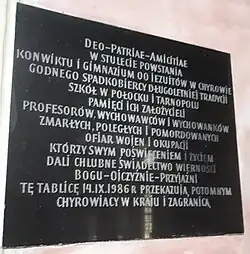 DEO-PATRIAE-AMICITIAE
W STULECIE POWSTANIA
KONWIKTU I GIMNAZJUM OO JEZUITÓW W CHYROWIE
GODNEGO SPADKOBIERCY DŁUGOLETNIEJ TRADYCJI
SZKÓŁ W POŁOCKU I TARNOPOLU
PAMIĘCI ICH ZAŁOŻYCIELI
PROFESORÓW, WYCHOWAWCÓW I WYCHOWANKÓW
ZMARŁYCH, POLEGŁYCH I POMORDOWANYCH
OFIAR WOJEN I OKUPACJI
KTÓRZY SWYM POŚWIĘCENIEM I ŻYCIEM
DALI CHLUBNE ŚWIADECTWO WIERNOŚCI
BOGU-OJCZYŹNIE-PRZYJAŹNI
TĘ TABLICĘ 14.IX.1986 R PRZEKAZUJĄ POTOMNYM
CHYROWIACY W KRAJU I ZAGRANICĄ